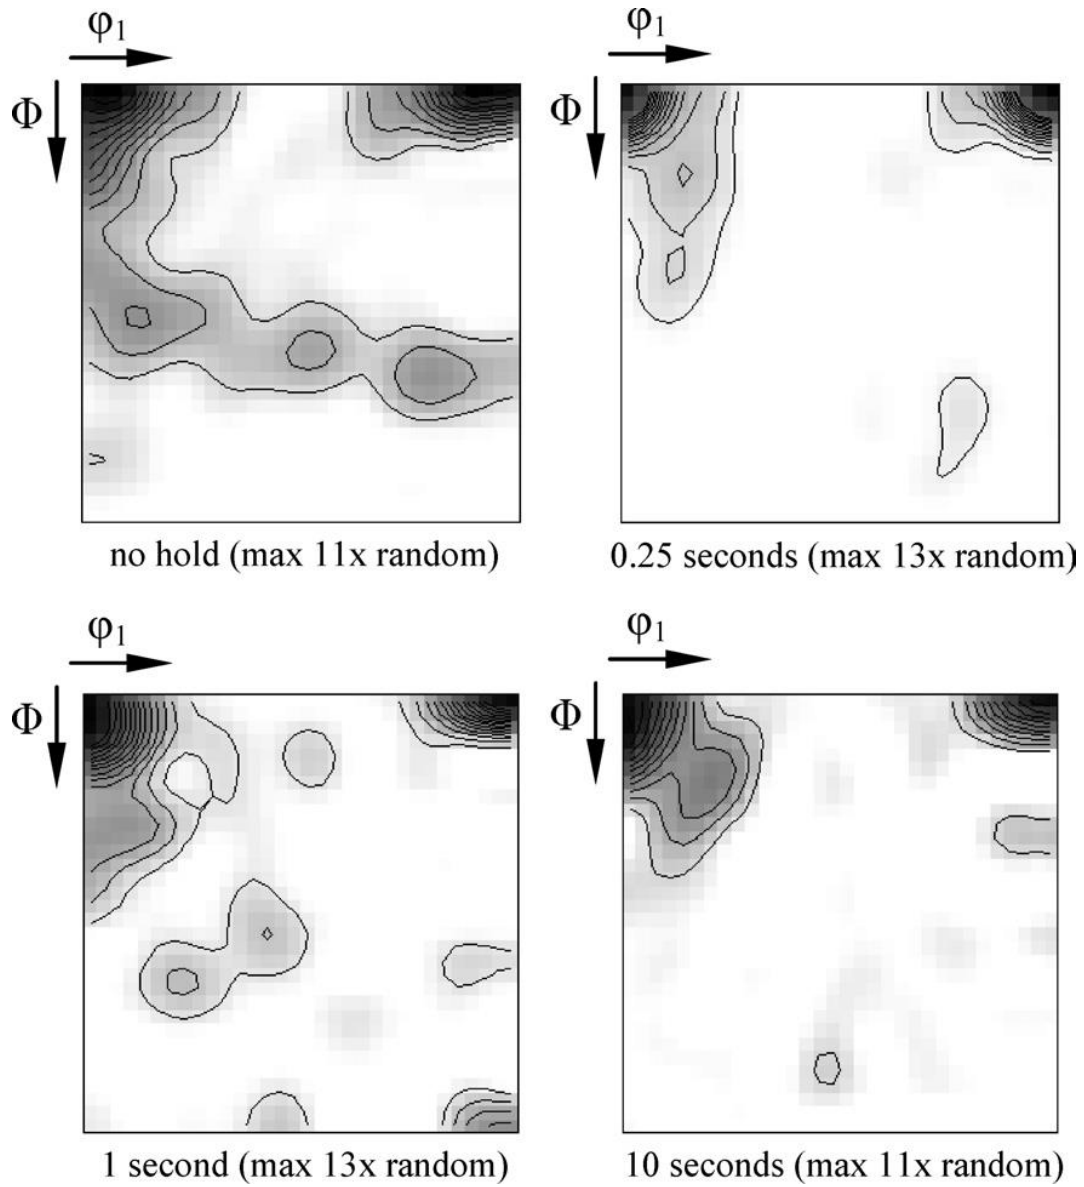 φ1
φ1
Φ
Φ
no hold (max 11x random)
0.25 seconds (max 13x random)
φ1
φ1
Φ
Φ
1 second (max 13x random)
10 seconds (max 11x random)